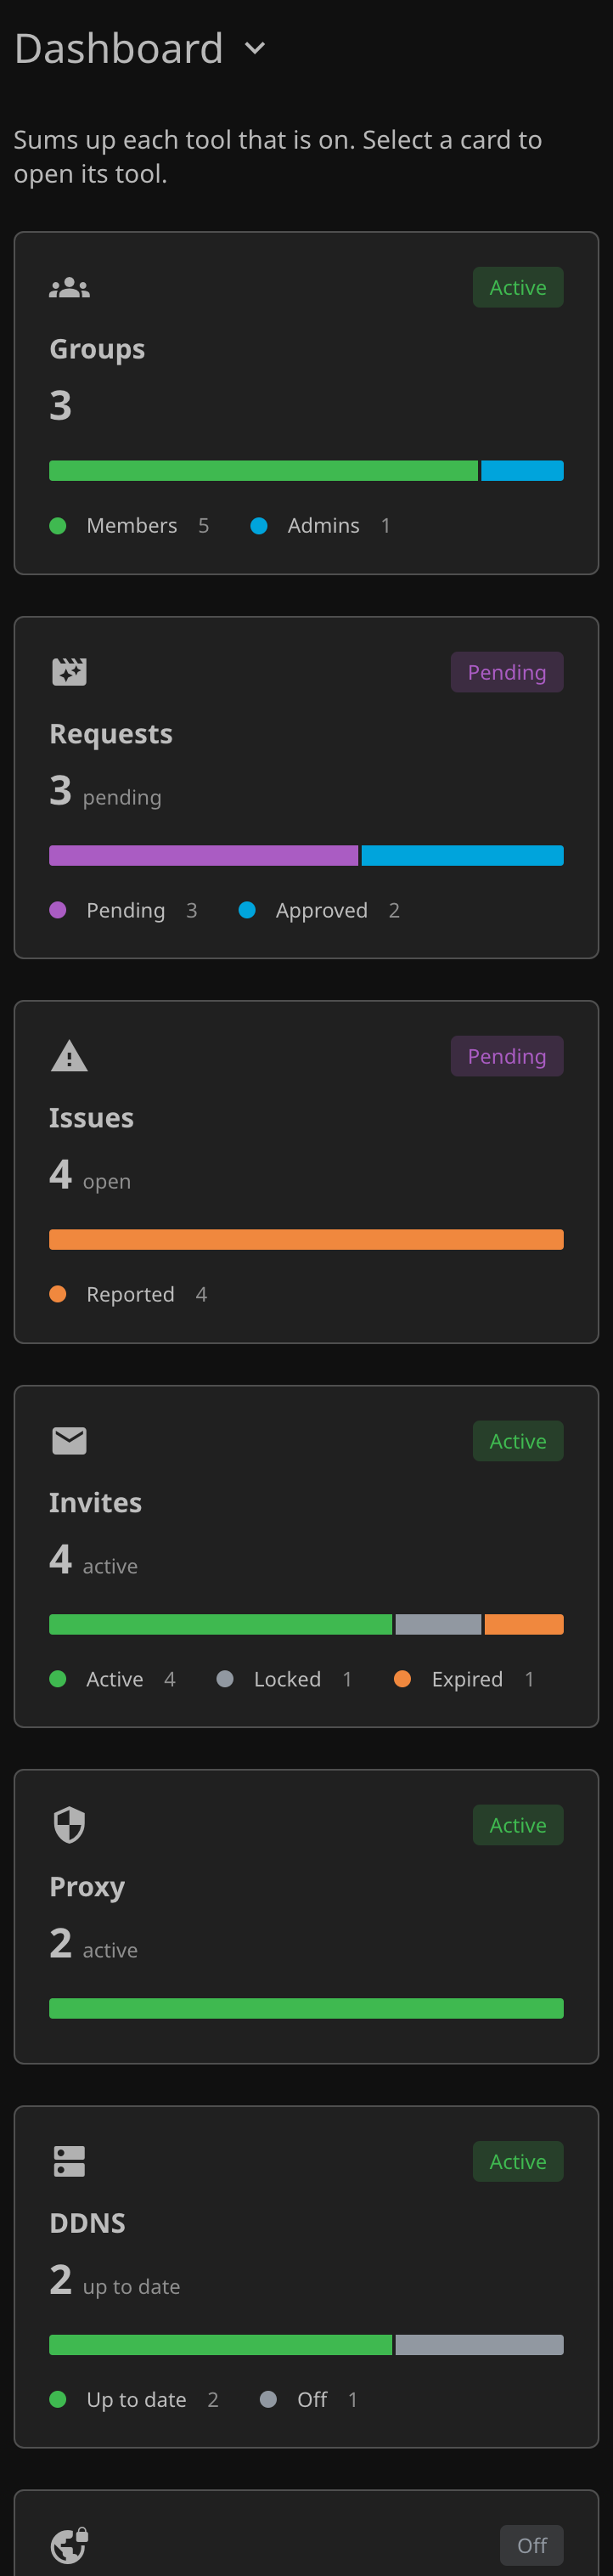 Dashboard
Sums up each tool that is on. Select a card to
open its tool.
Active
Groups
3
Members 5 Admins 1
Pending
Requests
3 pending
Pending 3 Approved 2
Pending
Issues
4 open
Reported 4
Active
Invites
4 active
Active 4 Locked 1 Expired 1
Active
Proxy
2 active
Active
DDNS
2 up to date
Up to date 2 Off 1
Off